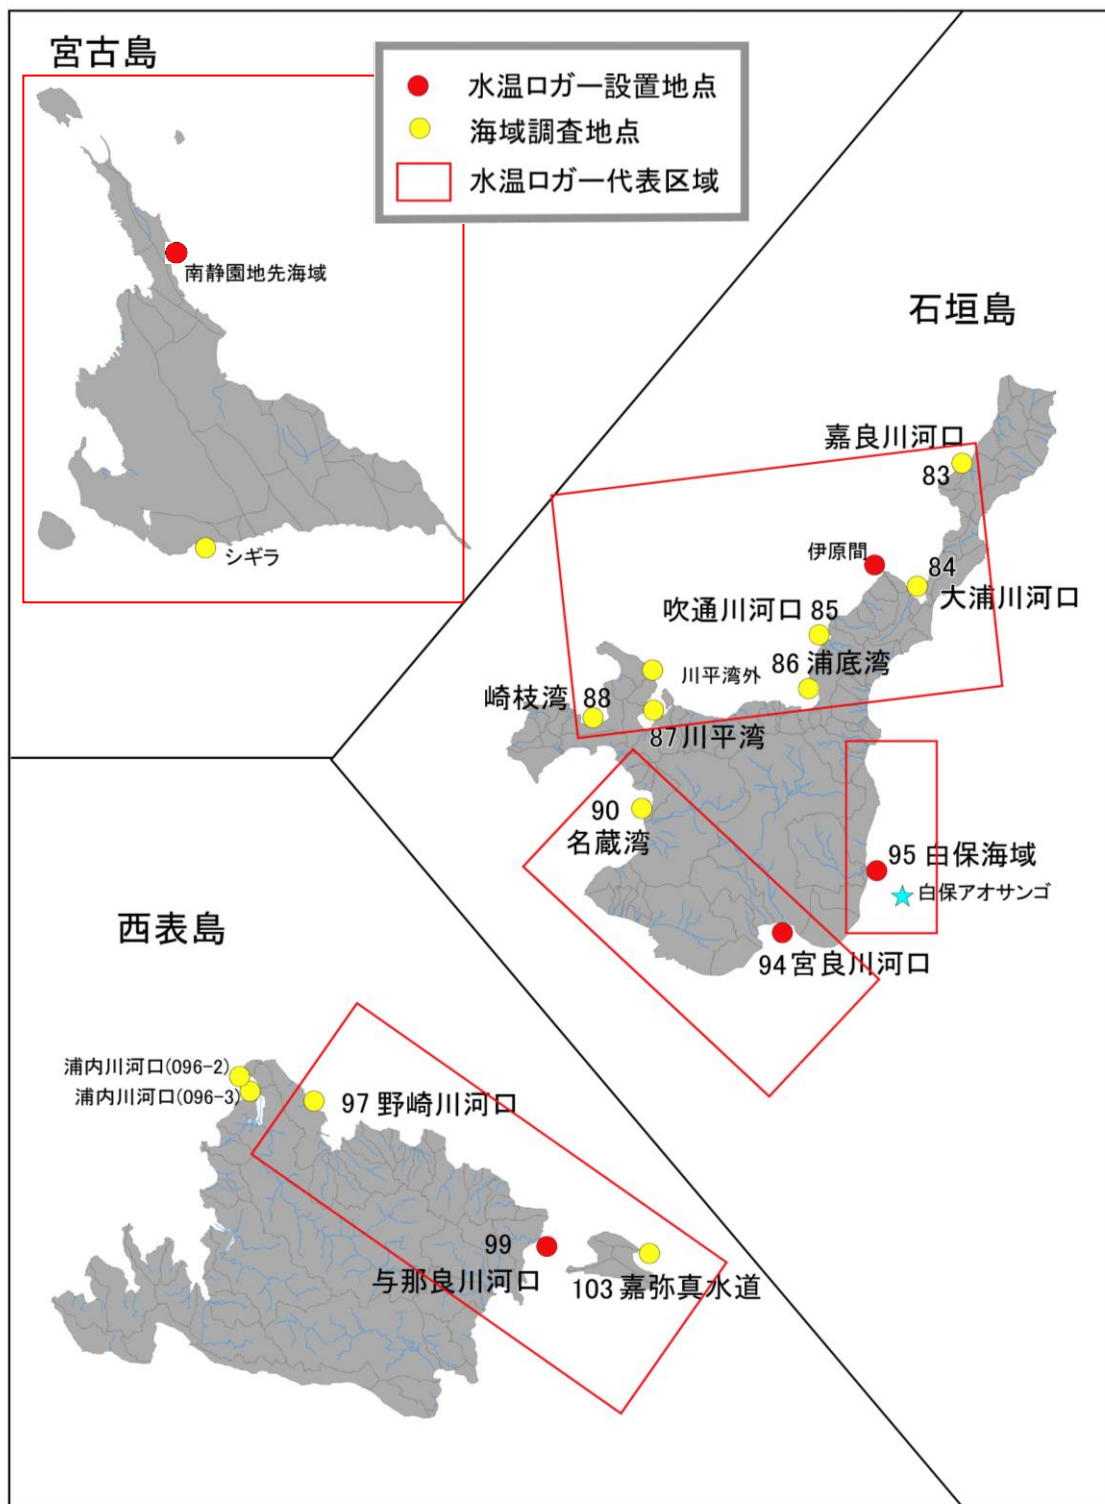 宮古島
水温ロガー設置地点
海域調査地点
水温ロガー代表区域
南静園地先海域
シギラ
石垣島
嘉良川河口
83
伊原間
84
大浦川河口
吹通川河口 85
86 浦底湾
川平湾外
崎枝湾 88
87 川平湾
90
名蔵湾
95 白保海域
白保アオサンゴ
94 宮良川河口
西表島
浦内川河口(096-2)
浦内川河口(096-3)
97 野崎川河口
99
与那良川河口
103 嘉弥真水道